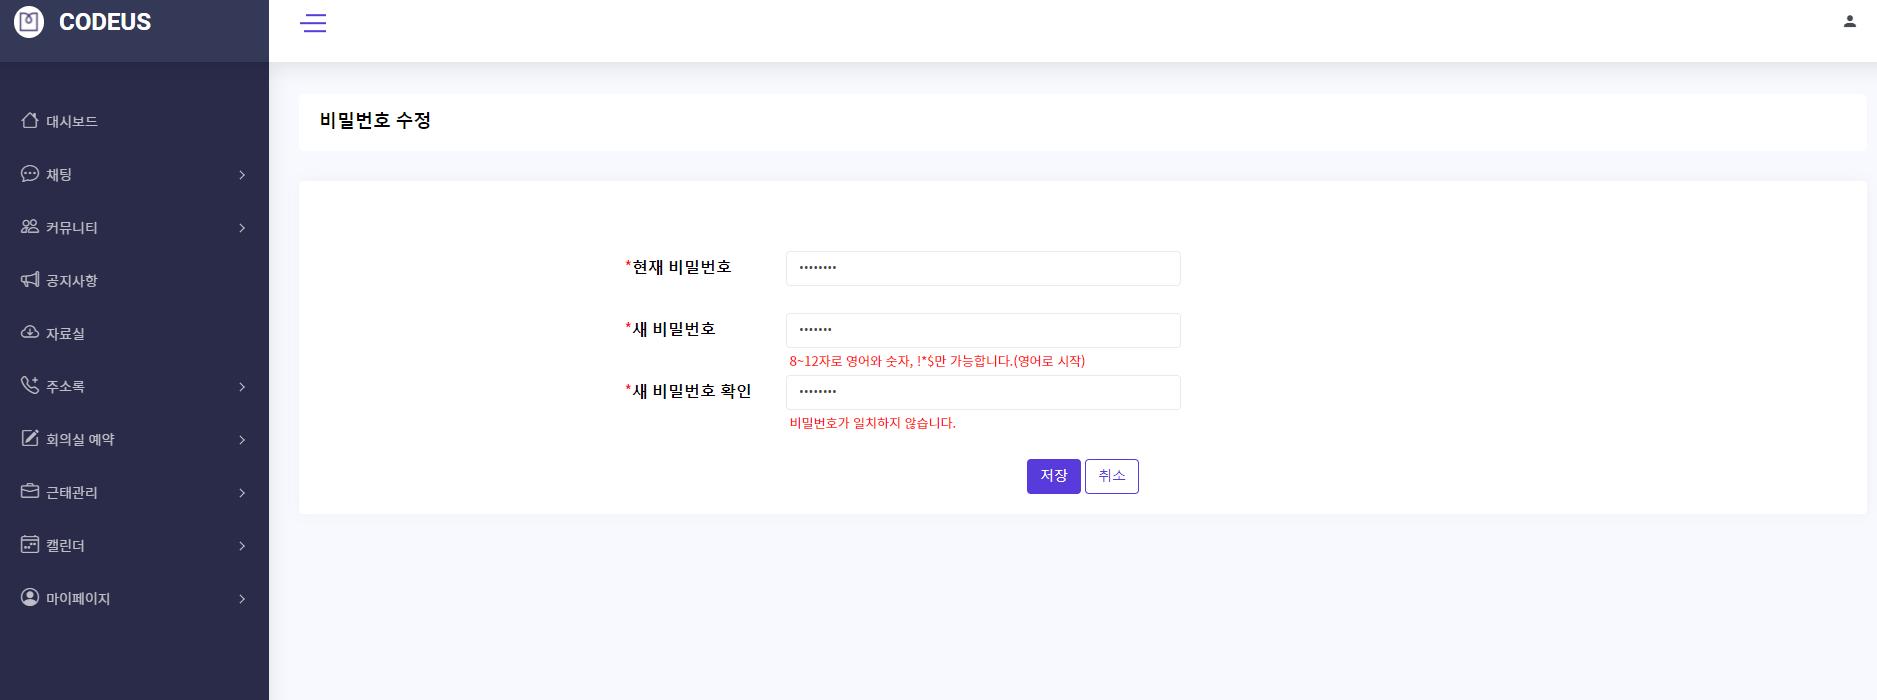 CODEUS
대시보드
채팅
커뮤니티
공지사항
자료실
주소록
회의실 예약
근태관리
캘린더
마이페이지
비밀번호 수정
*현재 비밀번호
••••••••
*새 비밀번호
•••••••
8~12자로 영어와 숫자, !*$만 가능합니다.(영어로 시작)
*새 비밀번호 확인
••••••••
비밀번호가 일치하지 않습니다.
저장 취소